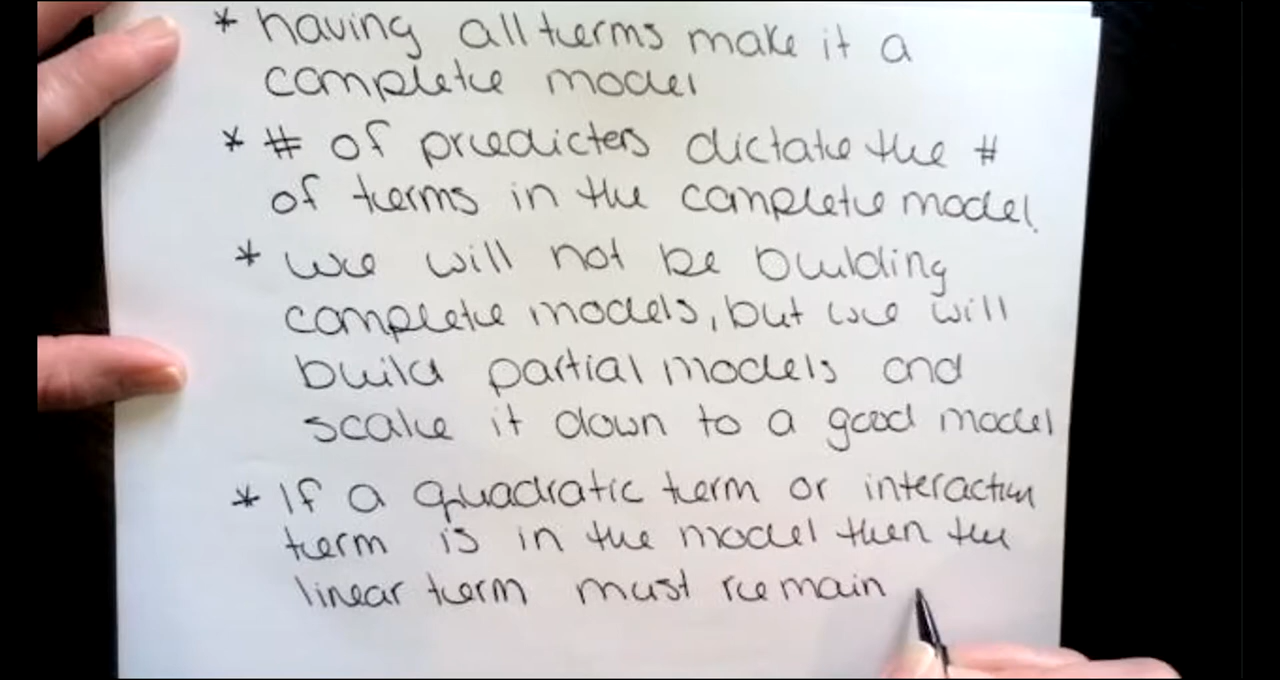 * having all terms make it a
complete model
* # of predicters dictate the #
of terms in the complete model.
* we will not be building
complete models, but we will
build partial models and
scale it down to a good model
* If a quadratic term or interaction
term is in the model then the
linear term must remain